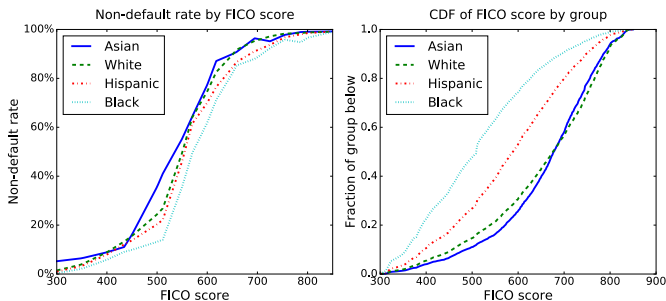 Non-default rate by FICO score
100%
80%
60%
40%
20%
0%
Non-default rate
Asian
White
Hispanic
Black
300
400
500
600
700
800
FICO score
CDF of FICO score by group
1.0
0.8
0.6
0.4
0.2
0.0
Fraction of group below
Asian
White
Hispanic
Black
300
400
500
600
700
800
900
FICO score